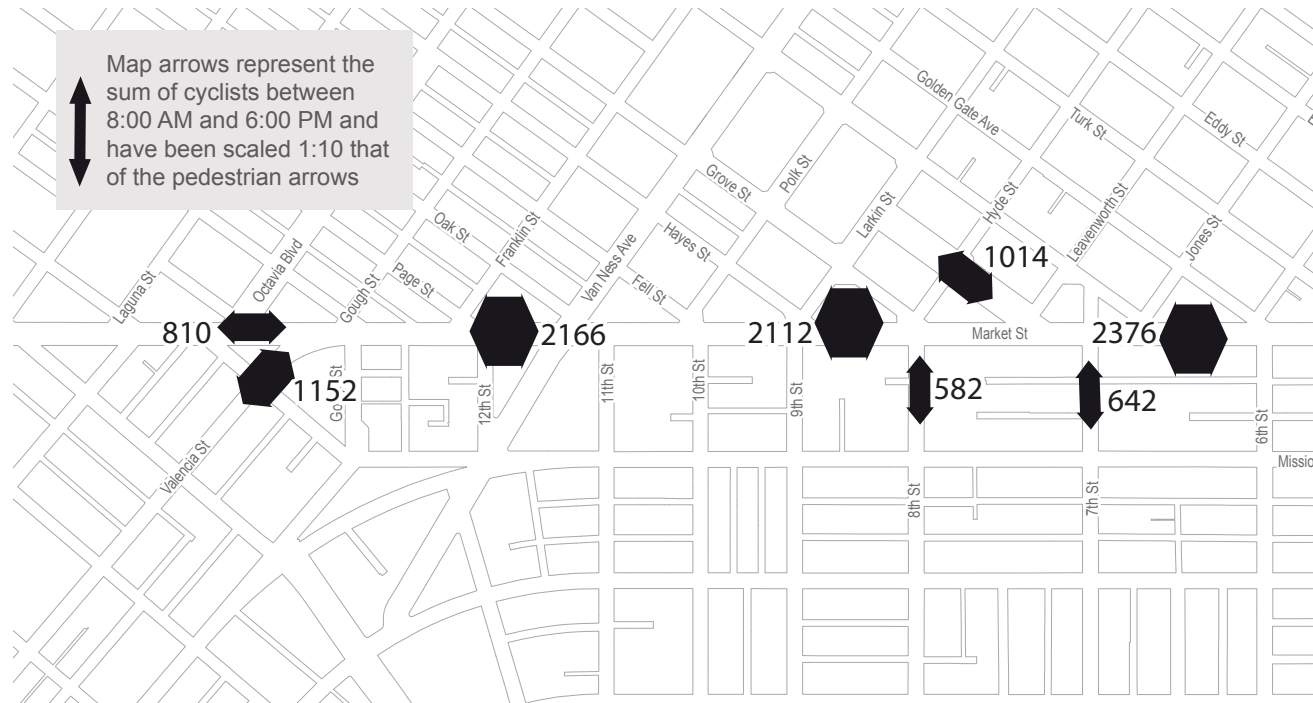 Map arrows represent the
sum of cyclists between
8:00 AM and 6:00 PM and
have been scaled 1:10 that
of the pedestrian arrows
Golden Gate Ave
Turk St
Eddy St
Grove St
Polk St
Larkin St
Hyde St
Leavenworth St
Jones St
Oak St
Franklin St
Hayes St
Van Ness Ave
Fell St
Page St
Gough St
Octavia Blvd
Laguna St
1014
810
2166
2112
Market St
2376
1152
582
642
12th St
11th St
10th St
9th St
6th St
Valencia St
8th St
7th St
Missio